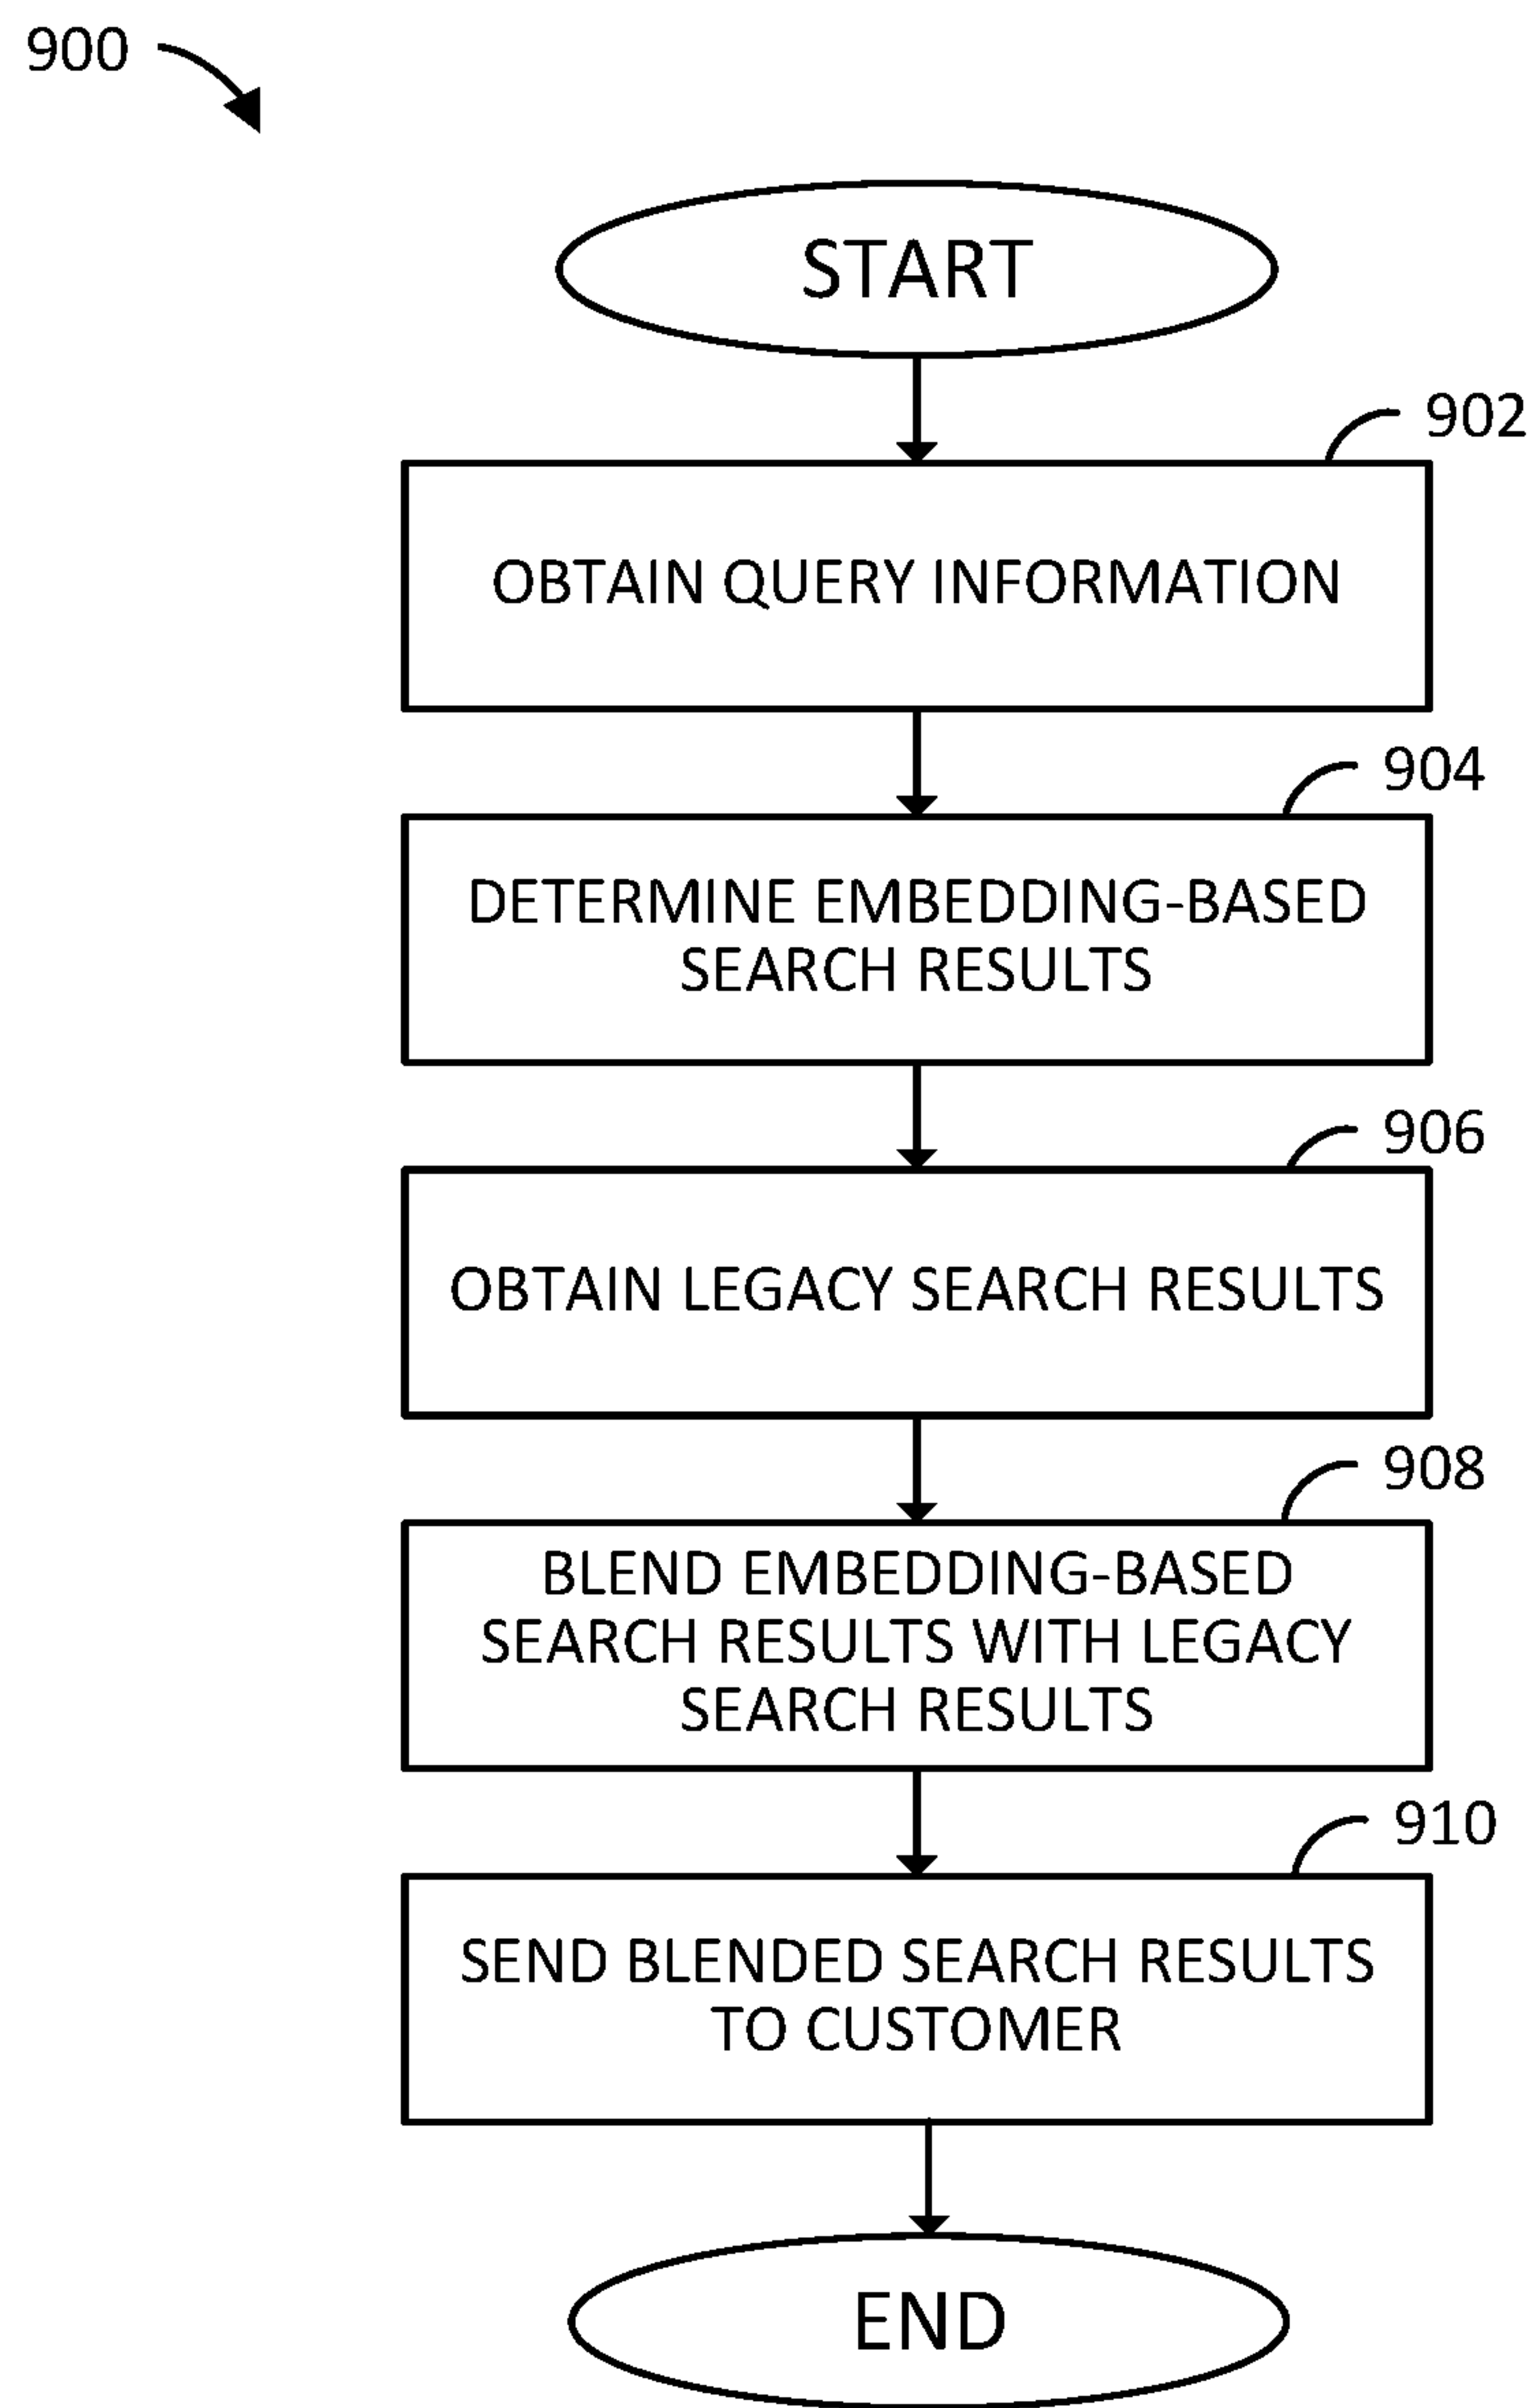 900
START
902
OBTAIN QUERY INFORMATION
904
DETERMINE EMBEDDING-BASED
SEARCH RESULTS
906
OBTAIN LEGACY SEARCH RESULTS
908
BLEND EMBEDDING-BASED
SEARCH RESULTS WITH LEGACY
SEARCH RESULTS
910
SEND BLENDED SEARCH RESULTS
TO CUSTOMER
END